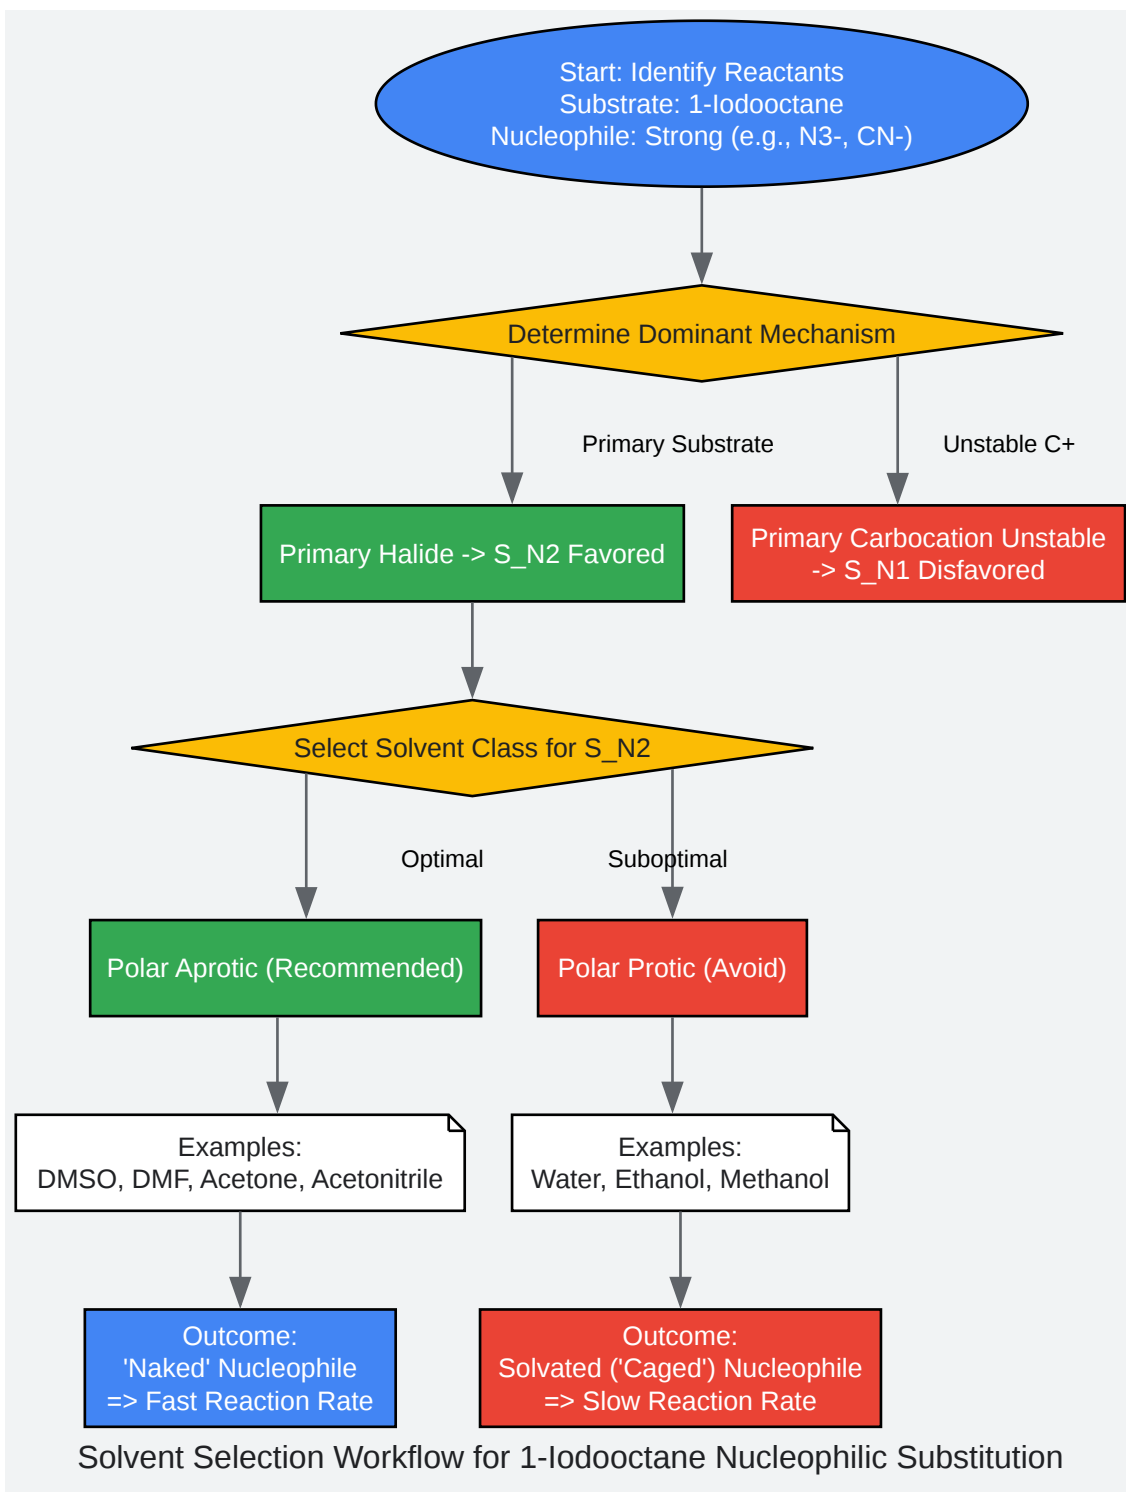 Start: Identify Reactants
Substrate: 1-Iodooctane
Nucleophile: Strong (e.g., N3-, CN-)
Determine Dominant Mechanism
Primary Substrate
Unstable C+
Primary Halide -> S_N2 Favored
Primary Carbocation Unstable
-> S_N1 Disfavored
Select Solvent Class for S_N2
Optimal
Suboptimal
Polar Aprotic (Recommended)
Polar Protic (Avoid)
Examples:
DMSO, DMF, Acetone, Acetonitrile
Examples:
Water, Ethanol, Methanol
Outcome:
'Naked' Nucleophile
=> Fast Reaction Rate
Outcome:
Solvated ('Caged') Nucleophile
=> Slow Reaction Rate
Solvent Selection Workflow for 1-Iodooctane Nucleophilic Substitution